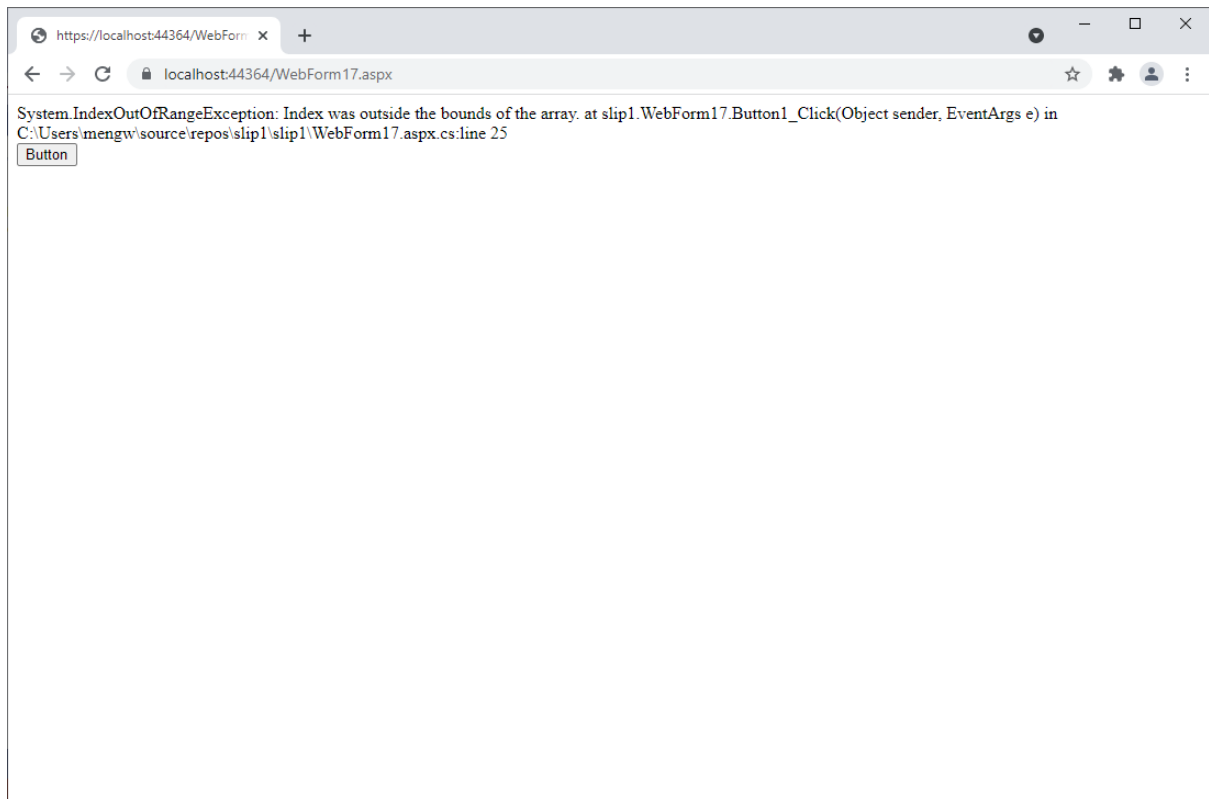 https://localhost:44364/WebForm
localhost:44364/WebForm17.aspx
System.IndexOutOfRangeException: Index was outside the bounds of the array. at slip1.WebForm17.Button1_Click(Object sender, EventArgs e) in
C:\Users\mengw\source\repos\slip1\slip1\WebForm17.aspx.cs:line 25
Button